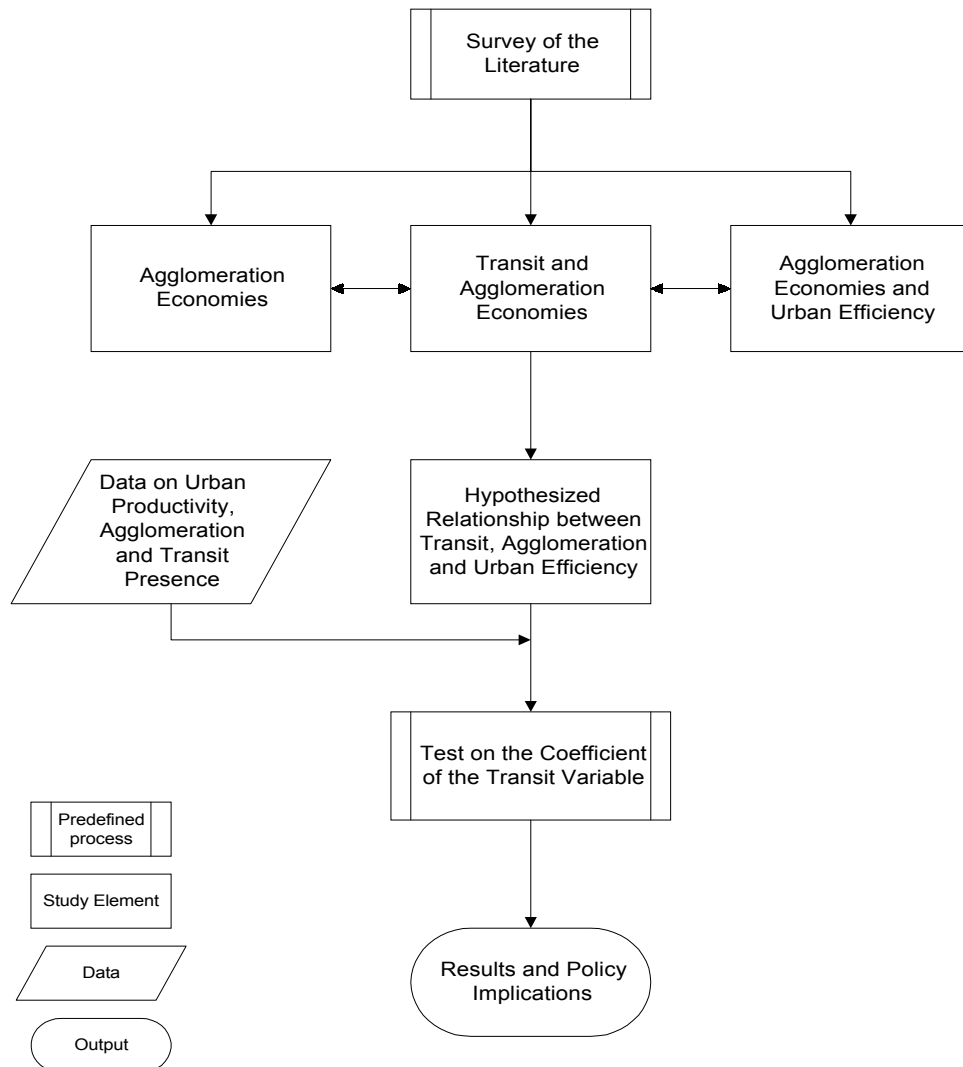 Survey of the
Literature
Agglomeration
Economies
Transit and
Agglomeration
Economies
Agglomeration
Economies and
Urban Efficiency
Data on Urban
Productivity,
Agglomeration
and Transit
Presence
Hypothesized
Relationship between
Transit, Agglomeration
and Urban Efficiency
Test on the Coefficient
of the Transit Variable
Results and Policy
Implications
Predefined
process
Study Element
Data
Output